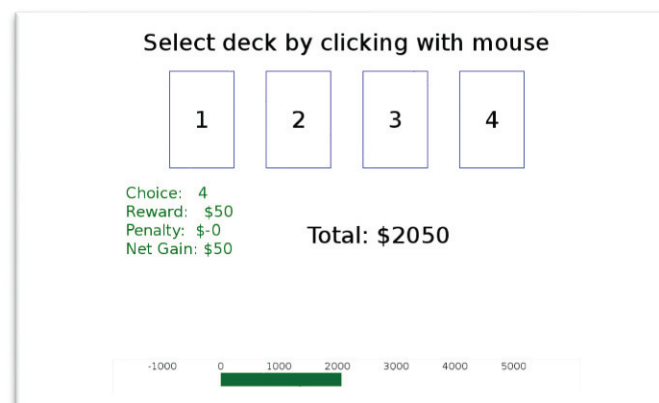 Select deck by clicking with mouse
1 2 3 4
Choice: 4
Reward: $50
Penalty: $-0
Net Gain: $50
Total: $2050
-1000 0 1000 2000 3000 4000 5000